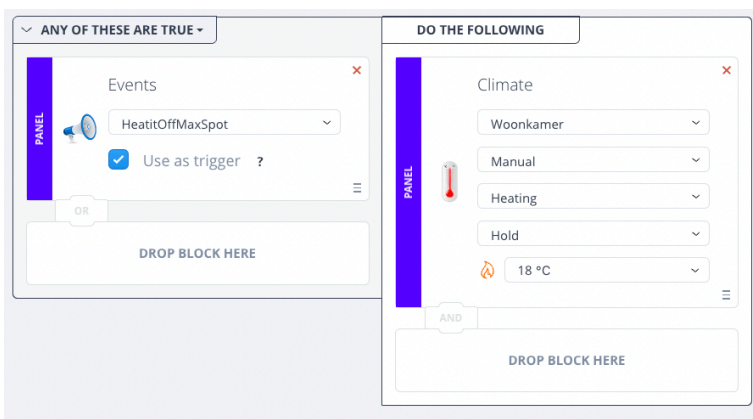 ANY OF THESE ARE TRUE
PANEL
Events
HeatitOffMaxSpot
Use as trigger ?
OR
DROP BLOCK HERE
DO THE FOLLOWING
PANEL
Climate
Woonkamer
Manual
Heating
Hold
18 °C
AND
DROP BLOCK HERE